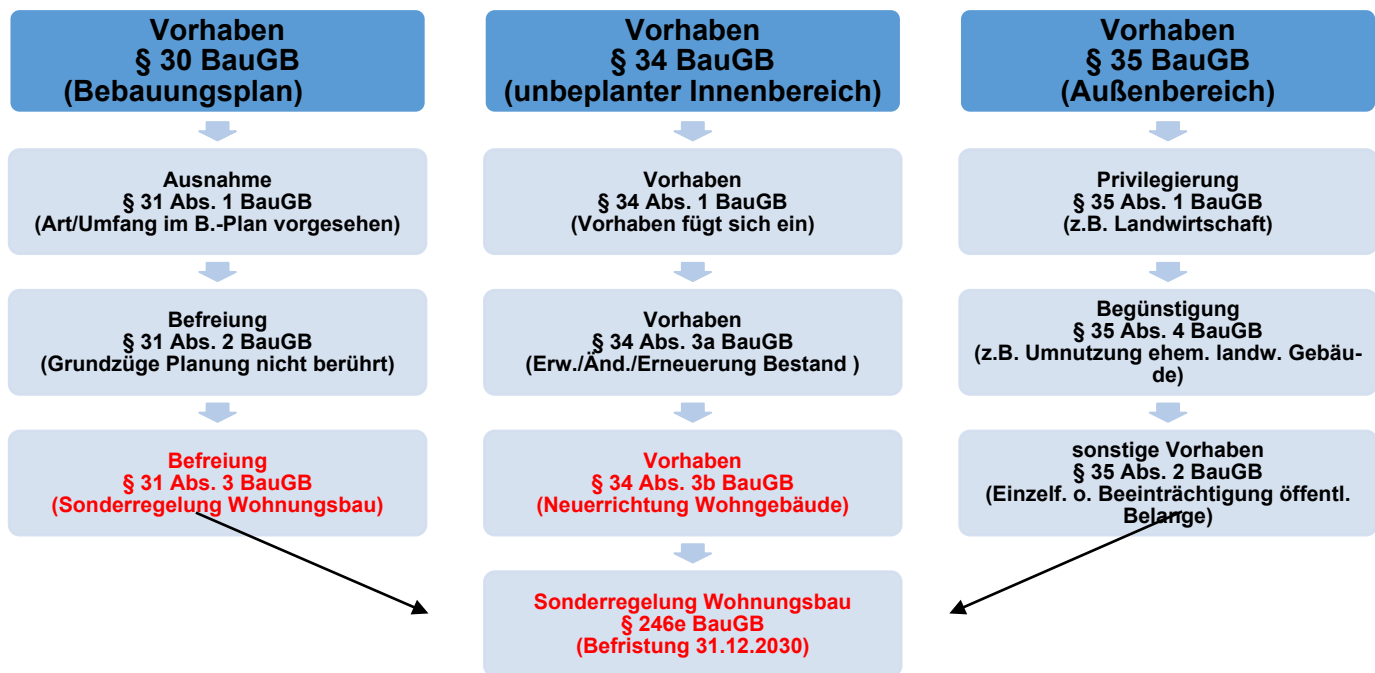 Vorhaben
§ 30 BauGB
(Bebauungsplan)
Ausnahme
§ 31 Abs. 1 BauGB
(Art/Umfang im B.-Plan vorgesehen)
Befreiung
§ 31 Abs. 2 BauGB
(Grundzüge Planung nicht berührt)
Befreiung
§ 31 Abs. 3 BauGB
(Sonderregelung Wohnungsbau)
Vorhaben
§ 34 BauGB
(unbeplanter Innenbereich)
Vorhaben
§ 34 Abs. 1 BauGB
(Vorhaben fügt sich ein)
Vorhaben
§ 34 Abs. 3a BauGB
(Erw./Änd./Erneuerung Bestand )
Vorhaben
§ 34 Abs. 3b BauGB
(Neuerrichtung Wohngebäude)
Sonderregelung Wohnungsbau
§ 246e BauGB
(Befristung 31.12.2030)
Vorhaben
§ 35 BauGB
(Außenbereich)
Privilegierung
§ 35 Abs. 1 BauGB
(z.B. Landwirtschaft)
Begünstigung
§ 35 Abs. 4 BauGB
(z.B. Umnutzung ehem. landw. Gebäu-
de)
sonstige Vorhaben
§ 35 Abs. 2 BauGB
(Einzelf. o. Beeinträchtigung öffentl.
Belange)